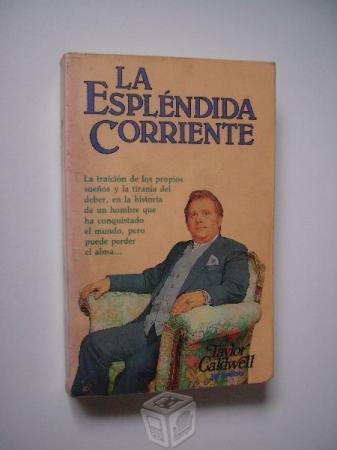 LA
ESPLÉNDIDA
CORRIENTE
La traición de los propios
sueños y la tiranía del
deber, en la historia
de un hombre que
ha conquistado
el mundo, pero
puede perder
el alma...
Taylor
Caldwell